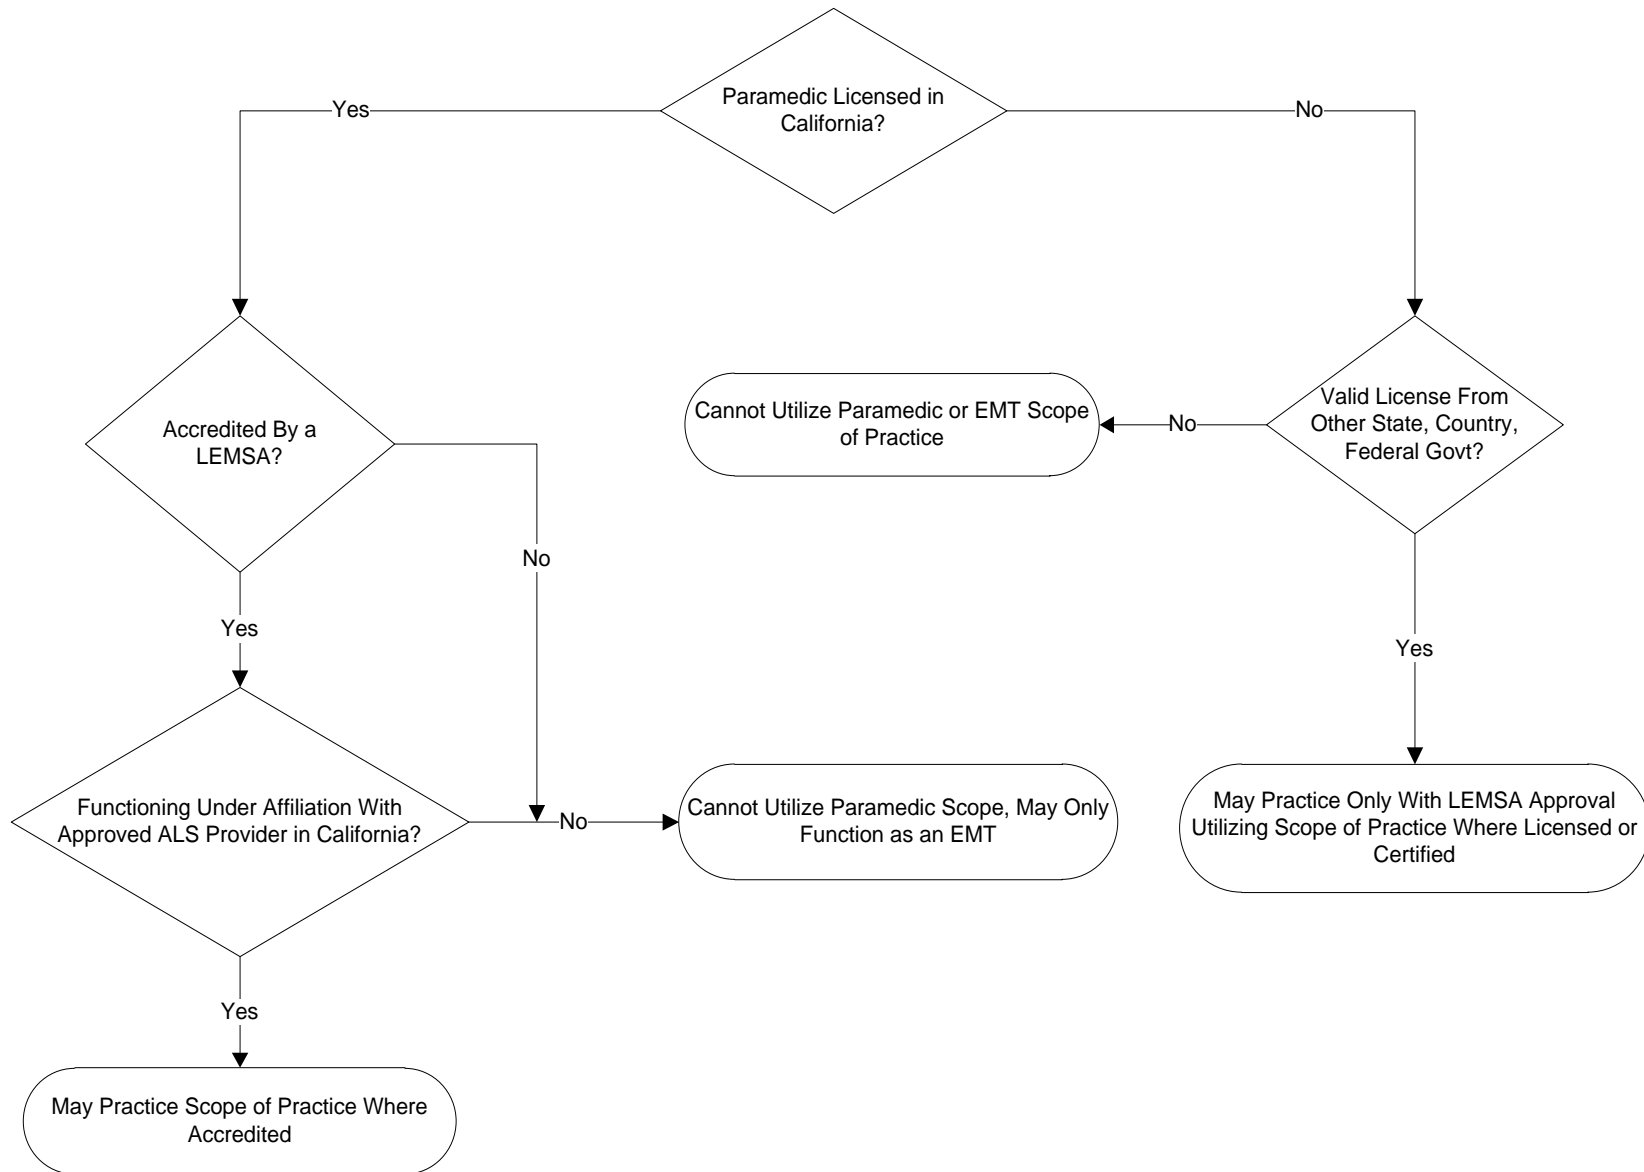 Paramedic Licensed in
California?
Yes
No
Accredited By a
LEMSA?
Cannot Utilize Paramedic or EMT Scope
of Practice
No
Valid License From
Other State, Country,
Federal Govt?
No
Yes
Yes
Functioning Under Affiliation With
Approved ALS Provider in California?
No
Cannot Utilize Paramedic Scope, May Only
Function as an EMT
May Practice Only With LEMSA Approval
Utilizing Scope of Practice Where Licensed or
Certified
Yes
May Practice Scope of Practice Where
Accredited